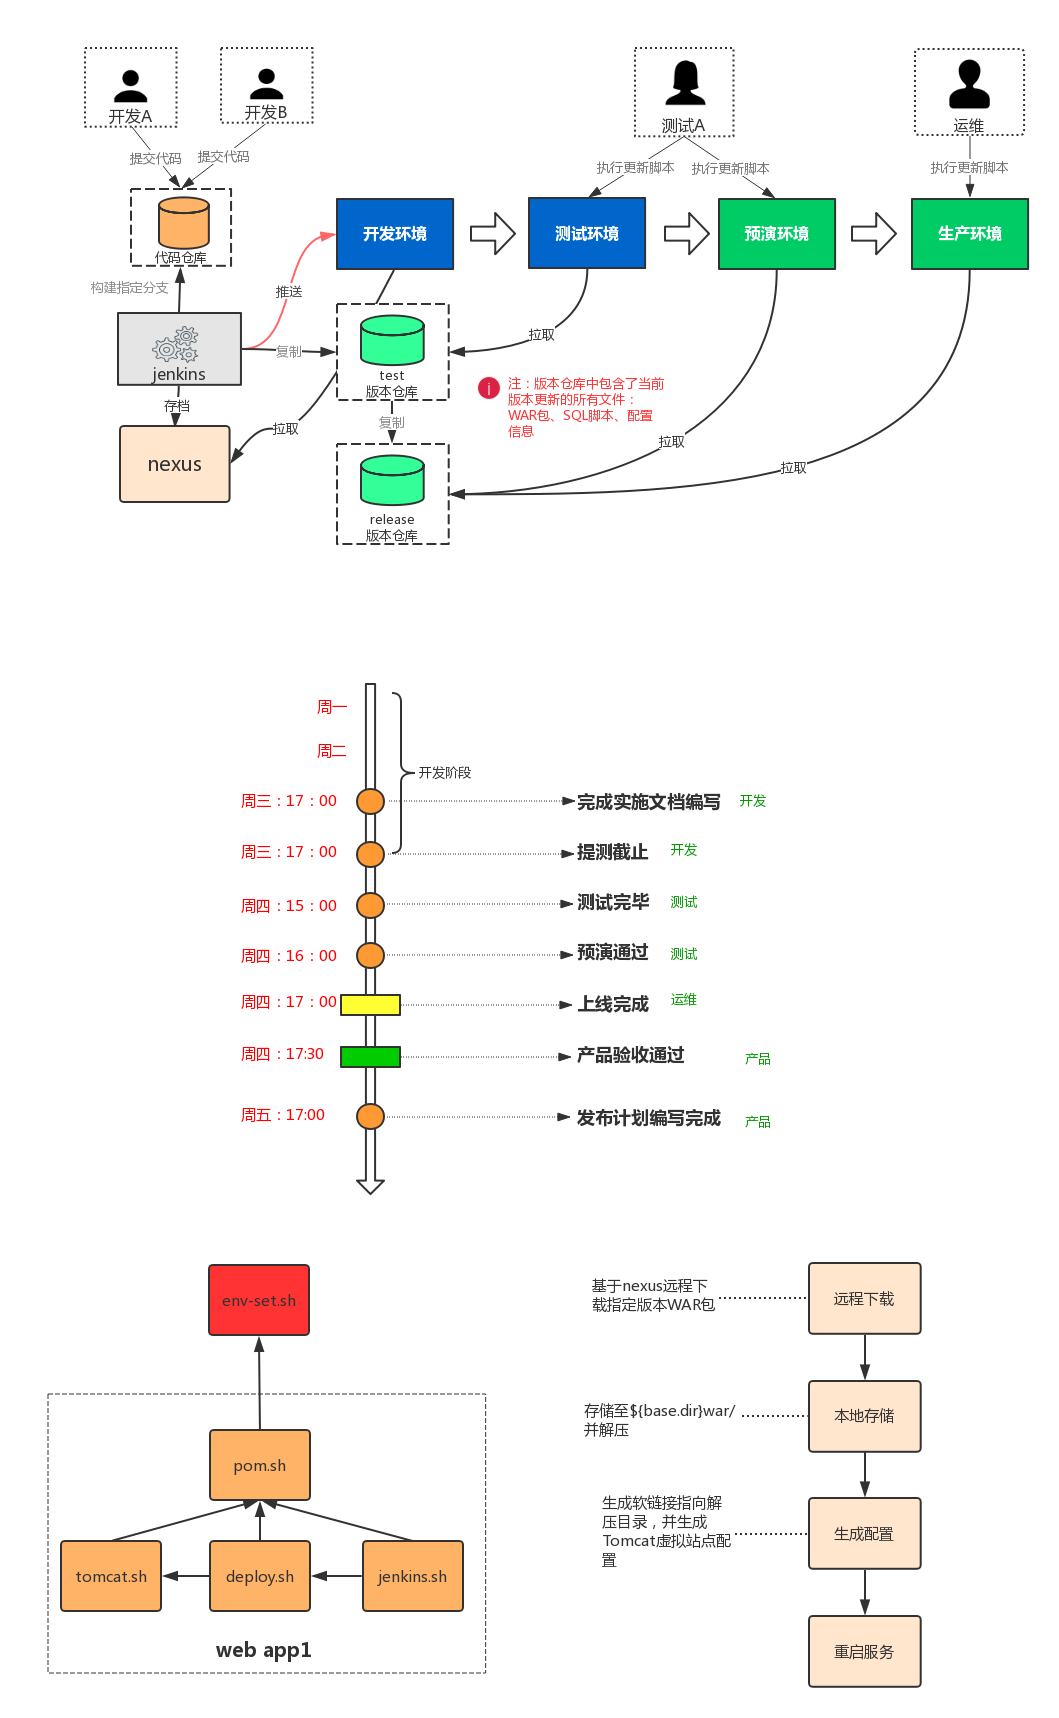 开发A
开发B
测试A
运维
提交代码
提交代码
执行更新脚本
执行更新脚本
执行更新脚本
代码仓库
开发环境
测试环境
预演环境
生产环境
构建指定分支
推送
jenkins
复制
拉取
test
版本仓库
注：版本仓库中包含了当前
版本更新的所有文件：
WAR包、SQL脚本、配置
信息
存档
复制
拉取
拉取
拉取
nexus
release
版本仓库
周一
周二
开发阶段
周三：17：00
完成实施文档编写
开发
周三：17：00
提测截止
开发
周四：15：00
测试完毕
测试
周四：16：00
预演通过
测试
周四：17：00
上线完成
运维
周四：17:30
产品验收通过
产品
周五：17:00
发布计划编写完成
产品
env-set.sh
pom.sh
tomcat.sh
deploy.sh
jenkins.sh
web app1
基于nexus远程下
载指定版本WAR包
远程下载
存储至${base.dir}war/
并解压
本地存储
生成软链接指向解
压目录，并生成
Tomcat虚拟站点配
置
生成配置
重启服务